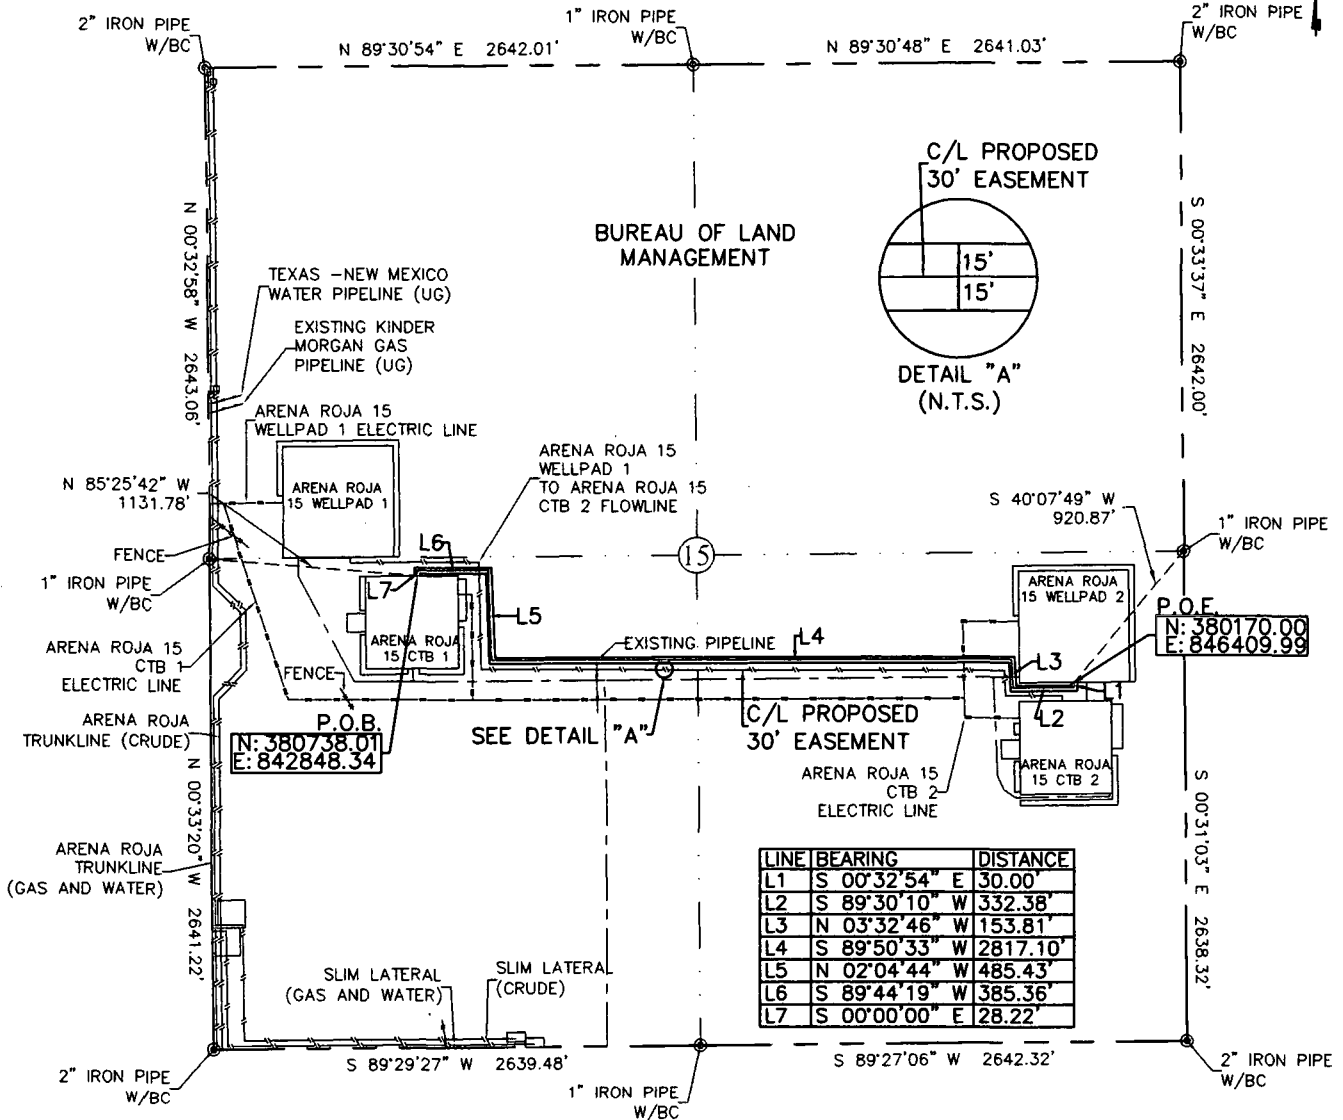 2" IRON PIPE
W/BC
N 89°30'54" E 2642.01'
1" IRON PIPE
W/BC
N 89°30'48" E 2641.03'
2" IRON PIPE
W/BC
C/L PROPOSED
30' EASEMENT
BUREAU OF LAND
MANAGEMENT
15'
15'
DETAIL "A"
(N.T.S.)
N 00°32'58" W 2643.06'
S 00°33'37" E 2642.00'
TEXAS -NEW MEXICO
WATER PIPELINE (UG)
EXISTING KINDER
MORGAN GAS
PIPELINE (UG)
ARENA ROJA 15
WELLPAD 1 ELECTRIC LINE
N 85°25'42" W
1131.78'
ARENA ROJA
15 WELLPAD 1
ARENA ROJA 15
WELLPAD 1
TO ARENA ROJA 15
CTB 2 FLOWLINE
S 40°07'49" W
920.87'
FENCE
L6
15
1" IRON PIPE
W/BC
1" IRON PIPE
W/BC
L7
L5
ARENA ROJA
15 WELLPAD 2
P.O.E.
N: 380170.00
E: 846409.99
ARENA ROJA 15
CTB 1
ELECTRIC LINE
ARENA ROJA
15 CTB 1
EXISTING PIPELINE
L4
L3
FENCE
L1
L2
ARENA ROJA
TRUNKLINE (CRUDE)
P.O.B.
N: 380738.01
E: 842848.34
SEE DETAIL "A"
C/L PROPOSED
30' EASEMENT
ARENA ROJA 15
CTB 2
ELECTRIC LINE
ARENA ROJA
15 CTB 2
N 00°33'20" W 2641.22'
S 00°31'03" E 2638.32'
ARENA ROJA
TRUNKLINE
(GAS AND WATER)
LINE BEARING DISTANCE
L1 S 00°32'54" E 30.00'
L2 S 89°30'10" W 332.38'
L3 N 03°32'46" W 153.81'
L4 S 89°50'33" W 2817.10'
L5 N 02°04'44" W 485.43'
L6 S 89°44'19" W 385.36'
L7 S 00°00'00" E 28.22'
SLIM LATERAL
(GAS AND WATER)
SLIM LATERAL
(CRUDE)
S 89°29'27" W 2639.48'
S 89°27'06" W 2642.32'
2" IRON PIPE
W/BC
1" IRON PIPE
W/BC
2" IRON PIPE
W/BC